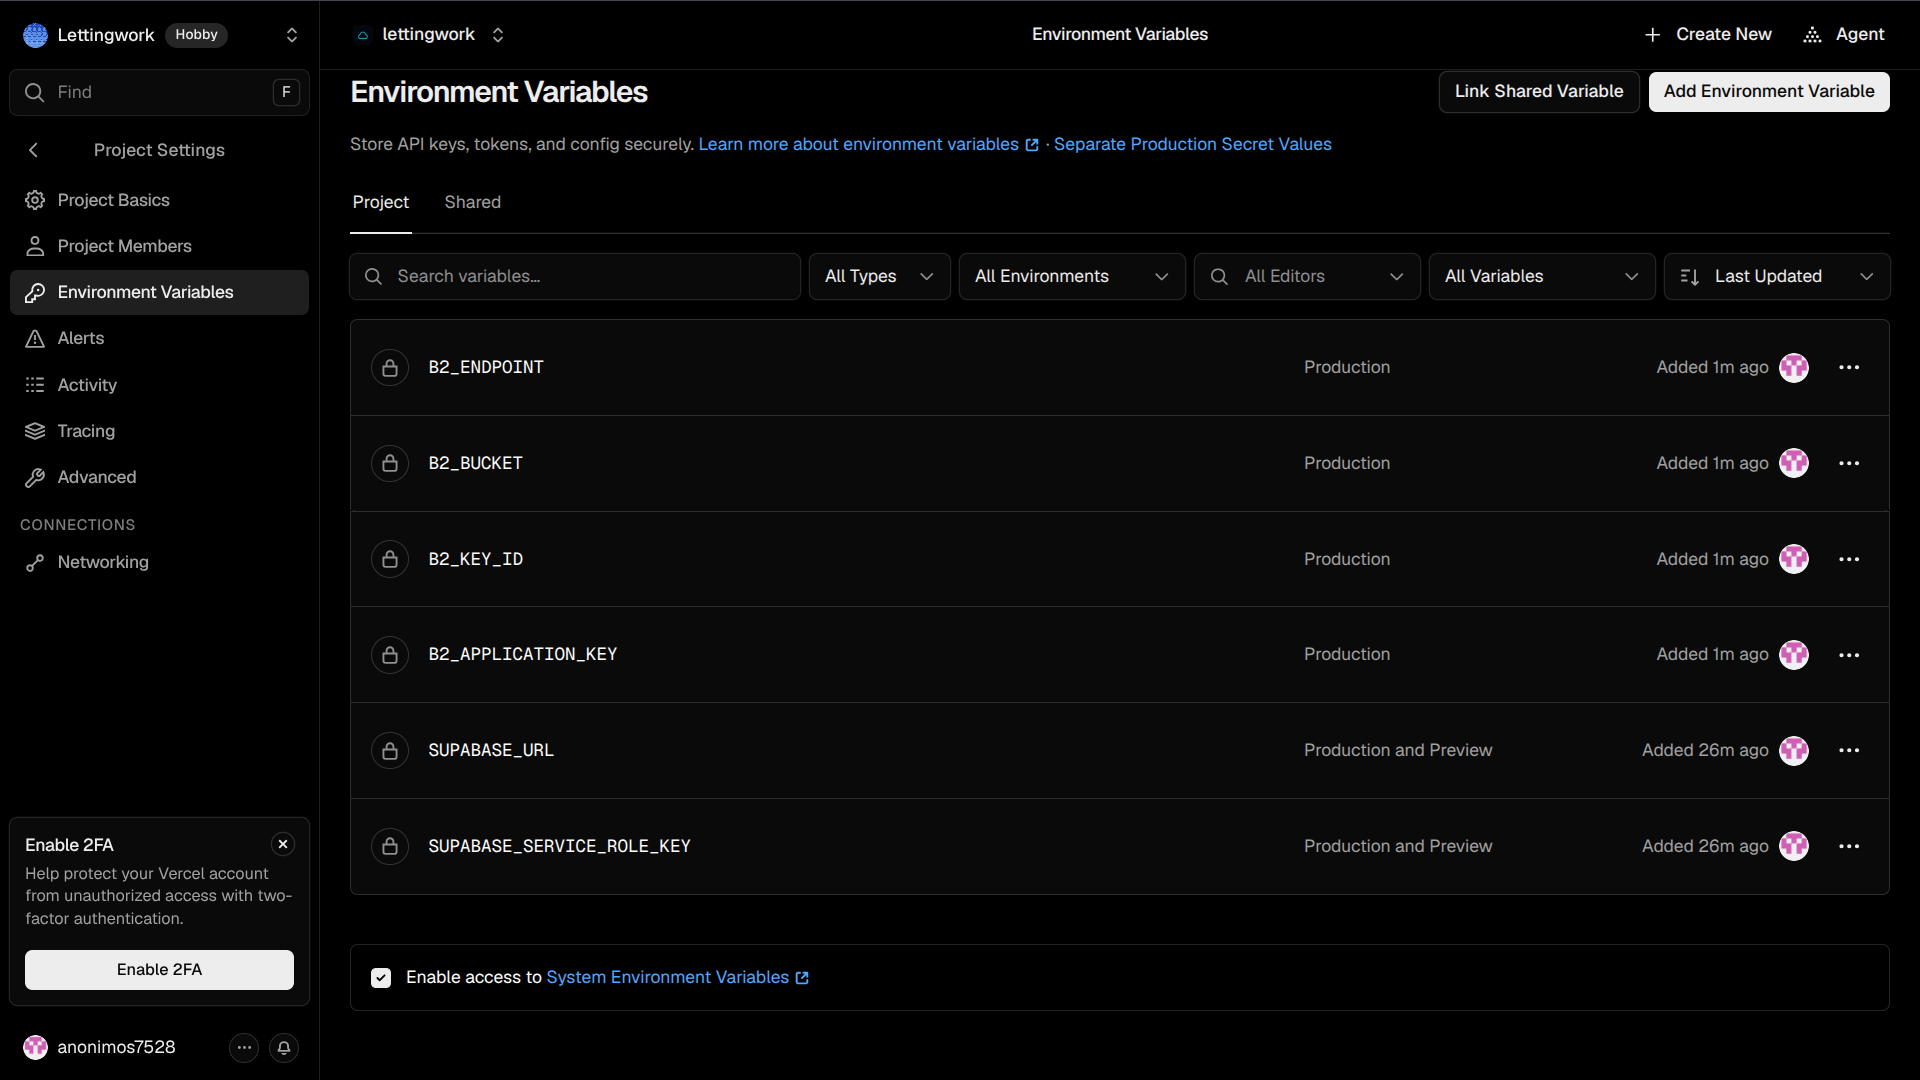 Lettingwork Hobby
Find F
Project Settings
Project Basics
Project Members
Environment Variables
Alerts
Activity
Tracing
Advanced
CONNECTIONS
Networking
Enable 2FA
Help protect your Vercel account
from unauthorized access with two-
factor authentication.
Enable 2FA
anonimos7528
lettingwork
Environment Variables
Create New
Agent
Environment Variables
Link Shared Variable
Add Environment Variable
Store API keys, tokens, and config securely. Learn more about environment variables · Separate Production Secret Values
Project Shared
Search variables...
All Types
All Environments
All Editors
All Variables
Last Updated
B2_ENDPOINT Production Added 1m ago
B2_BUCKET Production Added 1m ago
B2_KEY_ID Production Added 1m ago
B2_APPLICATION_KEY Production Added 1m ago
SUPABASE_URL Production and Preview Added 26m ago
SUPABASE_SERVICE_ROLE_KEY Production and Preview Added 26m ago
Enable access to System Environment Variables